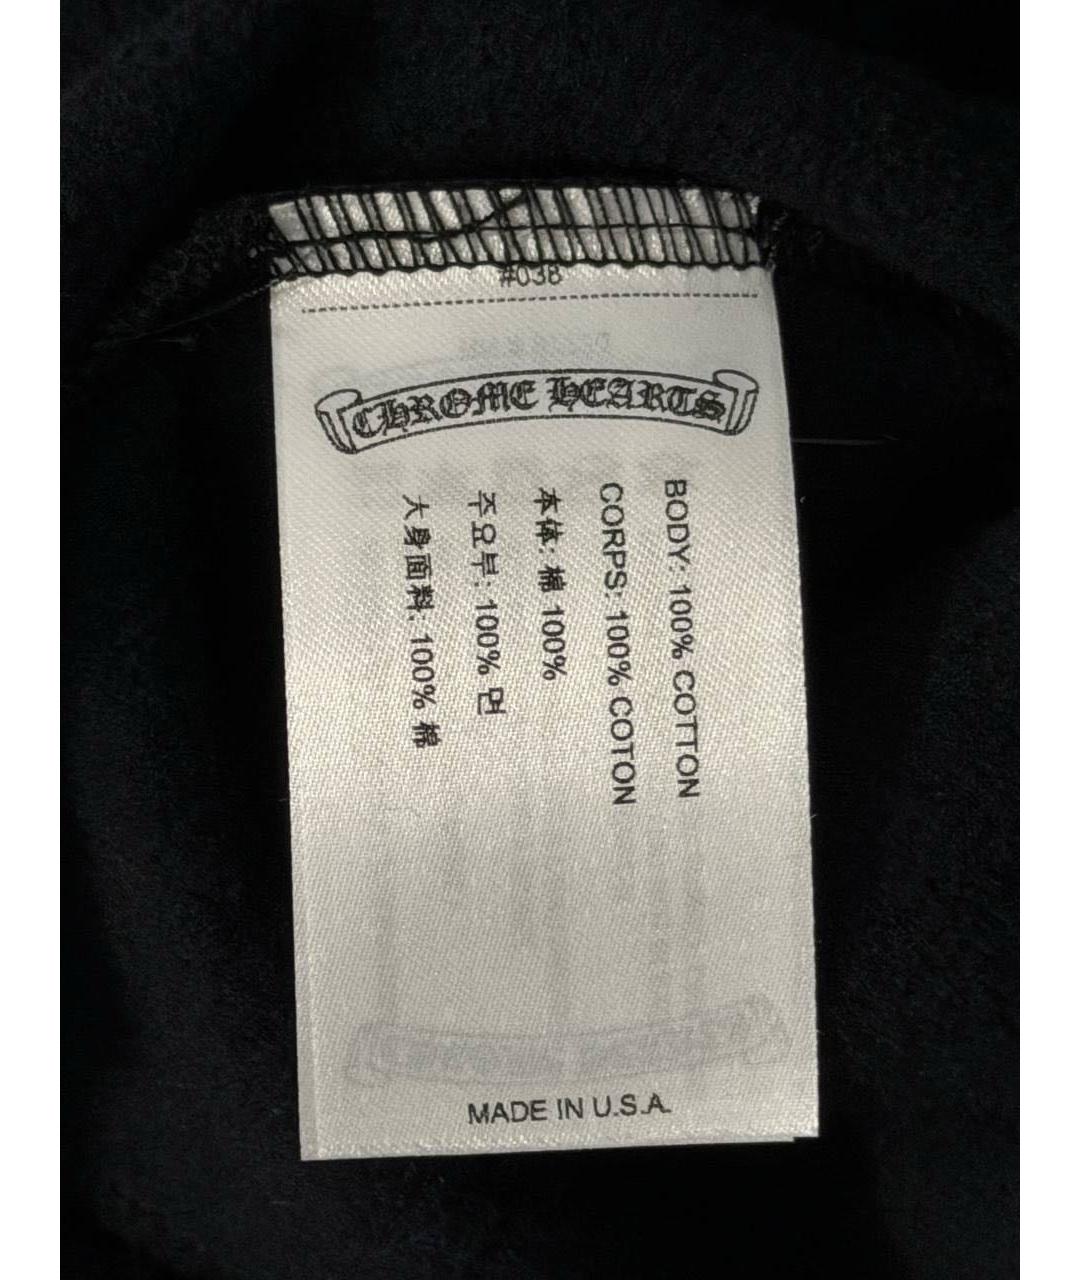 #038
CHROME HEARTS
BODY: 100% COTTON
CORPS: 100% COTON
本体: 棉 100%
주요부: 100% 면
大身面料: 100% 棉
MADE IN U.S.A.